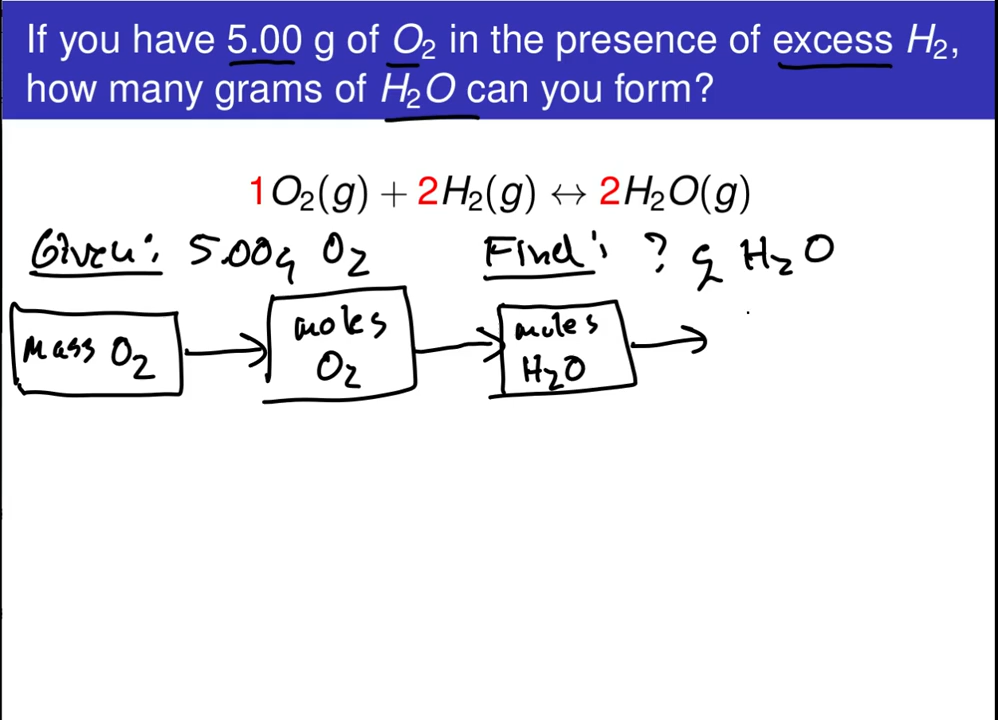 If you have 5.00 g of O₂ in the presence of excess H₂,
how many grams of H₂O can you form?
1O₂(g) + 2H₂(g) ↔ 2H₂O(g)
Given: 5.00g O₂ Find: ? g H₂O
Mass O₂ → moles O₂ → moles H₂O →